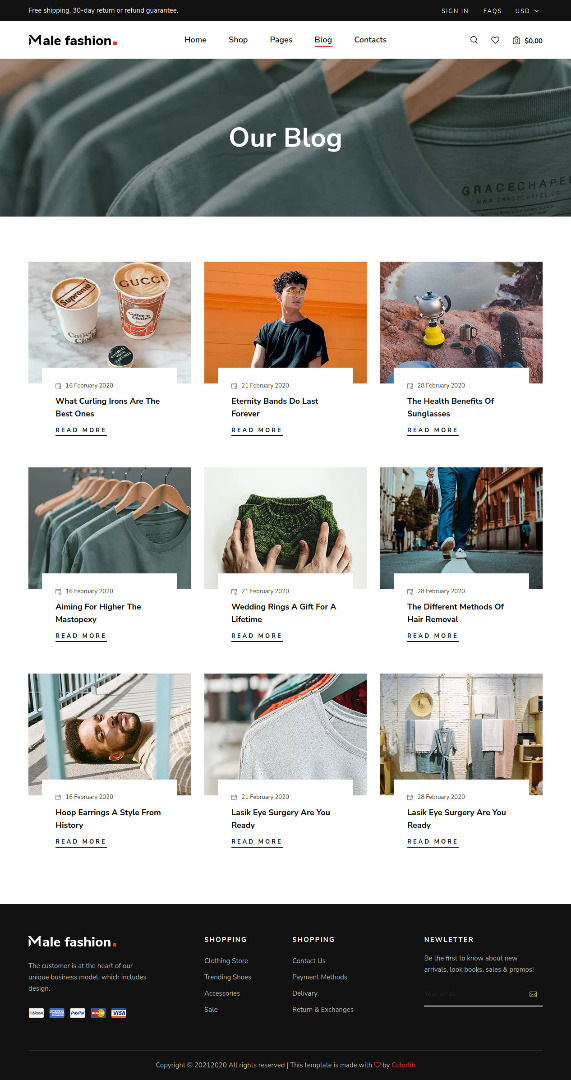 Free shipping, 30-day return or refund guarantee.
SIGN IN FAQS USD
Male fashion.
Home Shop Pages Blog Contacts
$0.00
Our Blog
GRACECHAPEL
Supreme
GUCCI
16 February 2020
What Curling Irons Are The
Best Ones
READ MORE
21 February 2020
Eternity Bands Do Last
Forever
READ MORE
28 February 2020
The Health Benefits Of
Sunglasses
READ MORE
16 February 2020
Aiming For Higher The
Mastopexy
READ MORE
21 February 2020
Wedding Rings A Gift For A
Lifetime
READ MORE
28 February 2020
The Different Methods Of
Hair Removal
READ MORE
16 February 2020
Hoop Earrings A Style From
History
READ MORE
21 February 2020
Lasik Eye Surgery Are You
Ready
READ MORE
28 February 2020
Lasik Eye Surgery Are You
Ready
READ MORE
Male fashion.
The customer is at the heart of our
unique business model, which includes
design.
PayPal
VISA
SHOPPING
Clothing Store
Trending Shoes
Accessories
Sale
SHOPPING
Contact Us
Payment Methods
Delivary
Return & Exchanges
NEWLETTER
Be the first to know about new
arrivals, look books, sales & promos!
Your email
Copyright © 20212020 All rights reserved | This template is made with ♡ by Colorlib